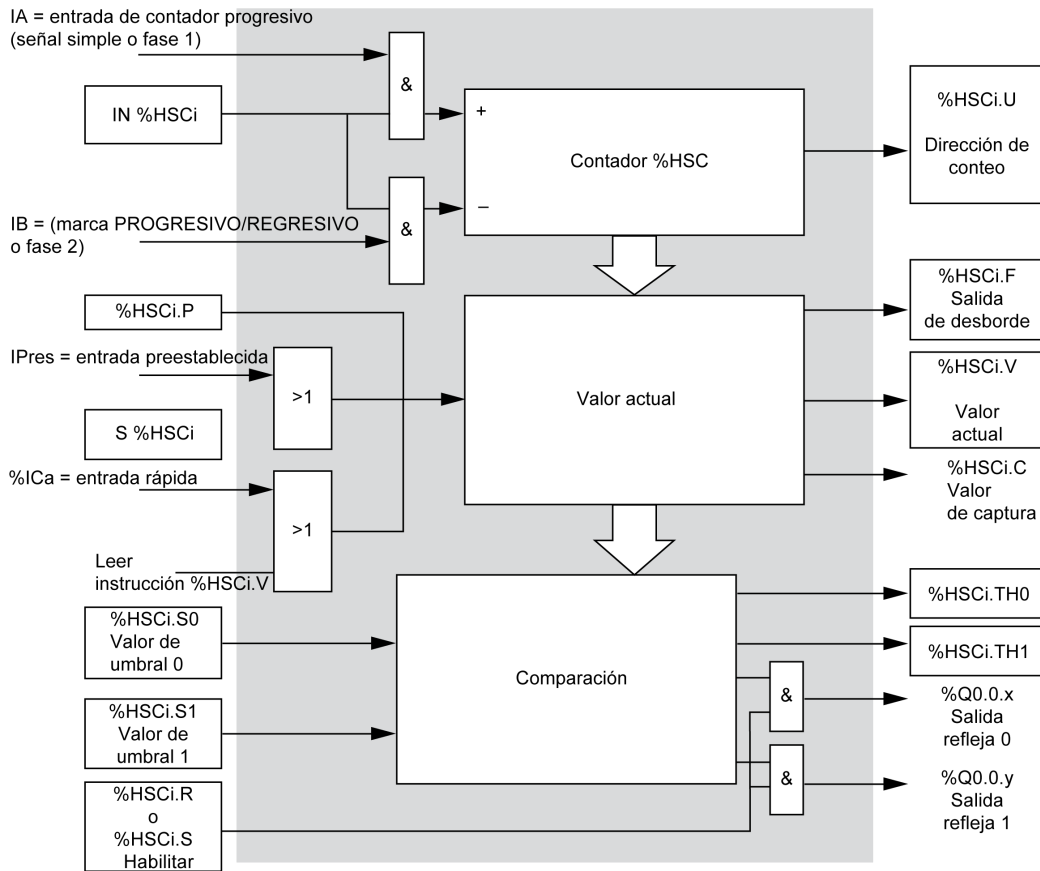 IA = entrada de contador progresivo
(señal simple o fase 1)
&
IN %HSCi
+
Contador %HSC
%HSCi.U
Dirección de
conteo
–
IB = (marca PROGRESIVO/REGRESIVO
o fase 2)
&
%HSCi.P
%HSCi.F
Salida
de desborde
IPres = entrada preestablecida
>1
Valor actual
%HSCi.V
Valor
actual
S %HSCi
%ICa = entrada rápida
>1
%HSCi.C
Valor
de captura
Leer
instrucción %HSCi.V
%HSCi.S0
Valor de
umbral 0
Comparación
%HSCi.TH0
%HSCi.TH1
%HSCi.S1
Valor de
umbral 1
&
%Q0.0.x
Salida
refleja 0
%HSCi.R
o
%HSCi.S
Habilitar
&
%Q0.0.y
Salida
refleja 1